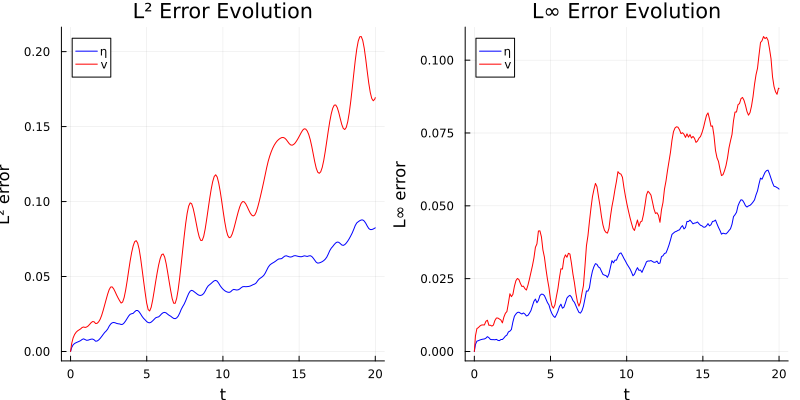 L² Error Evolution
η
v
0.20
0.15
0.10
0.05
0.00
L² error
0 5 10 15 20
t
L∞ Error Evolution
η
v
0.100
0.075
0.050
0.025
0.000
L∞ error
0 5 10 15 20
t